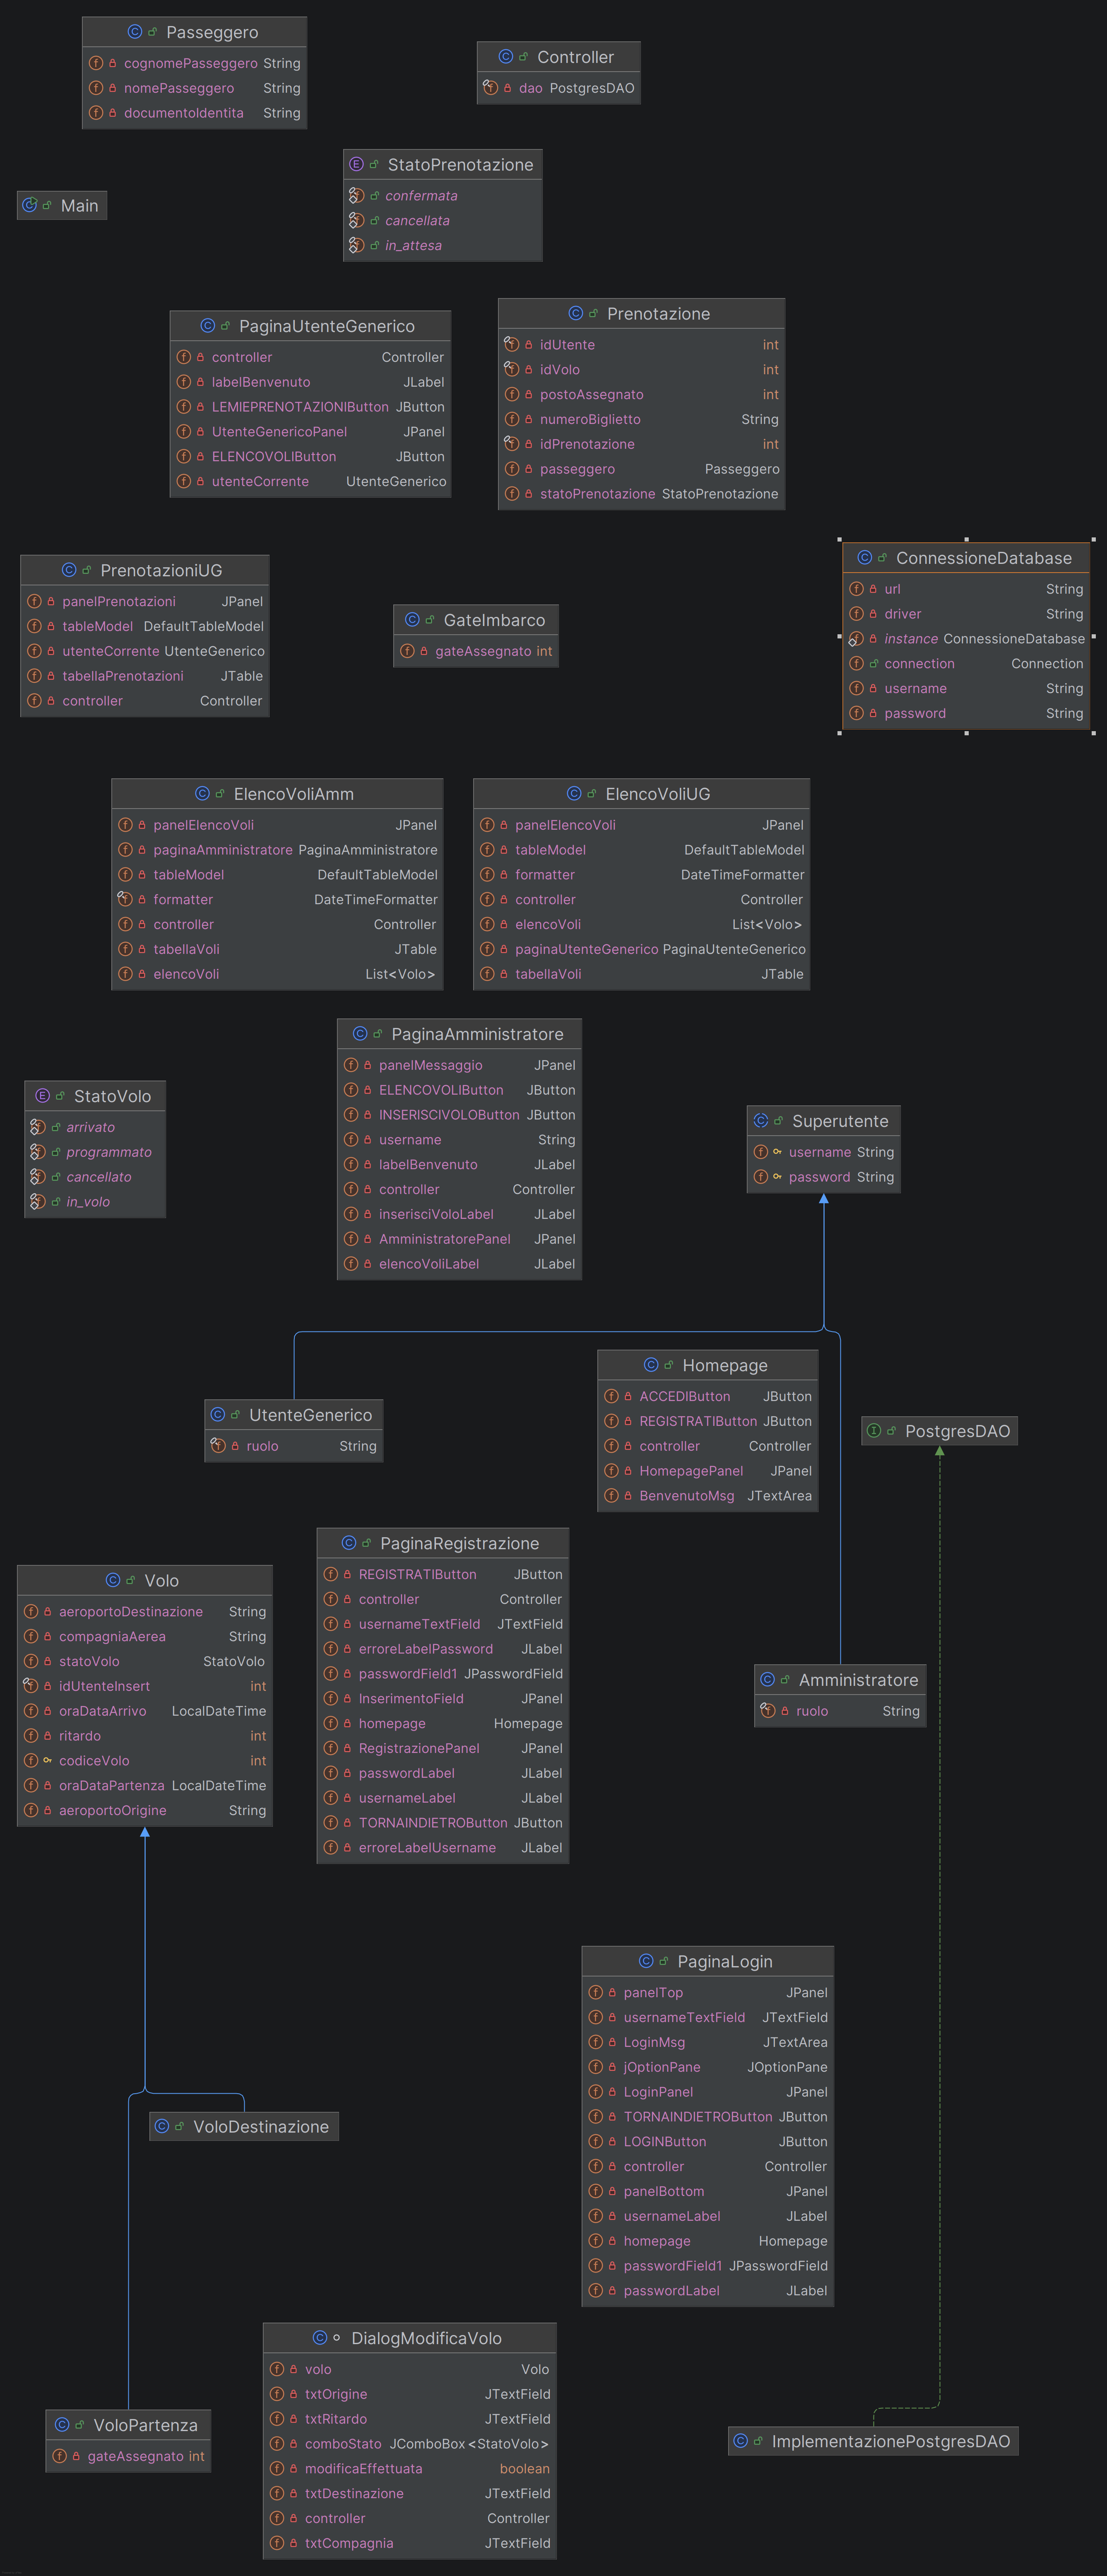 Passeggero
cognomePasseggero String
nomePasseggero String
documentoIdentita String
Controller
dao PostgresDAO
StatoPrenotazione
confermata
cancellata
in_attesa
Main
PaginaUtenteGenerico
controller Controller
labelBenvenuto JLabel
LEMIEPRENOTAZIONIButton JButton
UtenteGenericoPanel JPanel
ELENCOVOLIButton JButton
utenteCorrente UtenteGenerico
Prenotazione
idUtente int
idVolo int
postoAssegnato int
numeroBiglietto String
idPrenotazione int
passeggero Passeggero
statoPrenotazione StatoPrenotazione
PrenotazioniUG
panelPrenotazioni JPanel
tableModel DefaultTableModel
utenteCorrente UtenteGenerico
tabellaPrenotazioni JTable
controller Controller
GateImbarco
gateAssegnato int
ConnessioneDatabase
url String
driver String
instance ConnessioneDatabase
connection Connection
username String
password String
ElencoVoliAmm
panelElencoVoli JPanel
paginaAmministratore PaginaAmministratore
tableModel DefaultTableModel
formatter DateTimeFormatter
controller Controller
tabellaVoli JTable
elencoVoli List<Volo>
ElencoVoliUG
panelElencoVoli JPanel
tableModel DefaultTableModel
formatter DateTimeFormatter
controller Controller
elencoVoli List<Volo>
paginaUtenteGenerico PaginaUtenteGenerico
tabellaVoli JTable
PaginaAmministratore
panelMessaggio JPanel
ELENCOVOLIButton JButton
INSERISCIVOLOButton JButton
username String
labelBenvenuto JLabel
controller Controller
inserisciVoloLabel JLabel
AmministratorePanel JPanel
elencoVoliLabel JLabel
StatoVolo
arrivato
programmato
cancellato
in_volo
Superutente
username String
password String
UtenteGenerico
ruolo String
Homepage
ACCEDIButton JButton
REGISTRATIButton JButton
controller Controller
HomepagePanel JPanel
BenvenutoMsg JTextArea
PostgresDAO
PaginaRegistrazione
REGISTRATIButton JButton
controller Controller
usernameTextField JTextField
erroreLabelPassword JLabel
passwordField1 JPasswordField
InserimentoField JPanel
homepage Homepage
RegistrazionePanel JPanel
passwordLabel JLabel
usernameLabel JLabel
TORNAINDIETROButton JButton
erroreLabelUsername JLabel
Volo
aeroportoDestinazione String
compagniaAerea String
statoVolo StatoVolo
idUtenteInsert int
oraDataArrivo LocalDateTime
ritardo int
codiceVolo int
oraDataPartenza LocalDateTime
aeroportoOrigine String
Amministratore
ruolo String
PaginaLogin
panelTop JPanel
usernameTextField JTextField
LoginMsg JTextArea
jOptionPane JOptionPane
LoginPanel JPanel
TORNAINDIETROButton JButton
LOGINButton JButton
controller Controller
panelBottom JPanel
usernameLabel JLabel
homepage Homepage
passwordField1 JPasswordField
passwordLabel JLabel
VoloDestinazione
DialogModificaVolo
volo Volo
txtOrigine JTextField
txtRitardo JTextField
comboStato JComboBox<StatoVolo>
modificaEffettuata boolean
txtDestinazione JTextField
controller Controller
txtCompagnia JTextField
VoloPartenza
gateAssegnato int
ImplementazionePostgresDAO